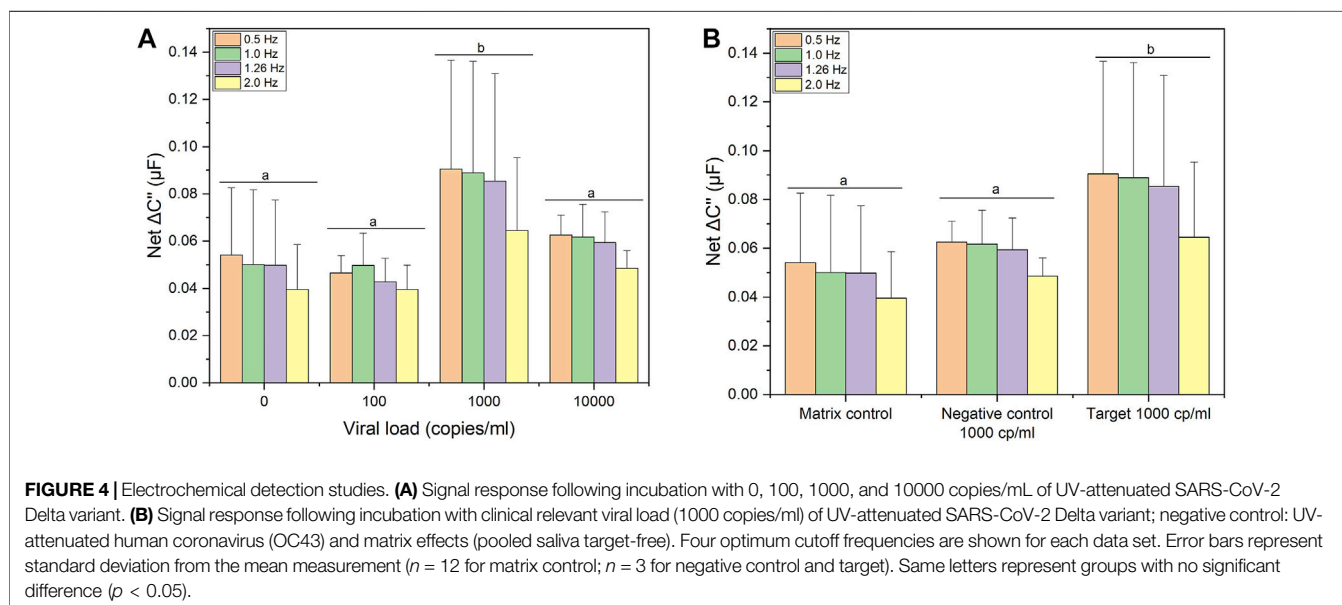 A
0.5 Hz
1.0 Hz
1.26 Hz
2.0 Hz
0.14
0.12
0.10
0.08
0.06
0.04
0.02
0.00
Net ΔC" (µF)
a
a
b
a
0
100
1000
10000
Viral load (copies/ml)
B
0.5 Hz
1.0 Hz
1.26 Hz
2.0 Hz
0.14
0.12
0.10
0.08
0.06
0.04
0.02
0.00
Net ΔC" (µF)
a
a
b
Matrix control
Negative control
1000 cp/ml
Target 1000 cp/ml
FIGURE 4 | Electrochemical detection studies. (A) Signal response following incubation with 0, 100, 1000, and 10000 copies/mL of UV-attenuated SARS-CoV-2
Delta variant. (B) Signal response following incubation with clinical relevant viral load (1000 copies/ml) of UV-attenuated SARS-CoV-2 Delta variant; negative control: UV-
attenuated human coronavirus (OC43) and matrix effects (pooled saliva target-free). Four optimum cutoff frequencies are shown for each data set. Error bars represent
standard deviation from the mean measurement (n = 12 for matrix control; n = 3 for negative control and target). Same letters represent groups with no significant
difference (p < 0.05).